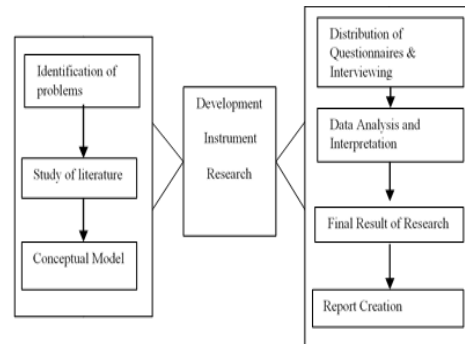 Identification of
problems
Study of literature
Conceptual Model
Development
Instrument
Research
Distribution of
Questionnaires &
Interviewing
Data Analysis and
Interpretation
Final Result of Research
Report Creation